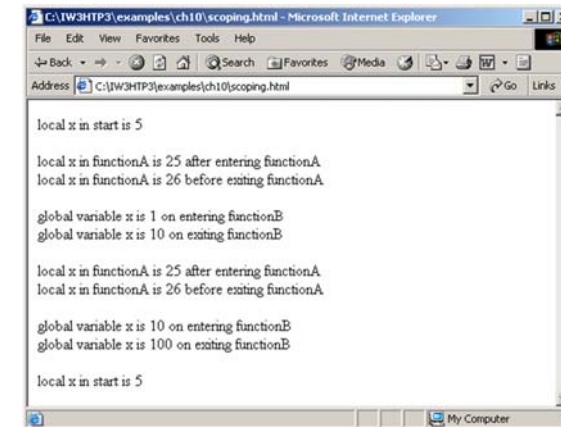 C:\IW3HTP3\examples\ch10\scoping.html - Microsoft Internet Explorer
File Edit View Favorites Tools Help
Back Search Favorites Media
Address C:\IW3HTP3\examples\ch10\scoping.html Go Links
local x in start is 5
local x in functionA is 25 after entering functionA
local x in functionA is 26 before exiting functionA
global variable x is 1 on entering functionB
global variable x is 10 on exiting functionB
local x in functionA is 25 after entering functionA
local x in functionA is 26 before exiting functionA
global variable x is 10 on entering functionB
global variable x is 100 on exiting functionB
local x in start is 5
My Computer